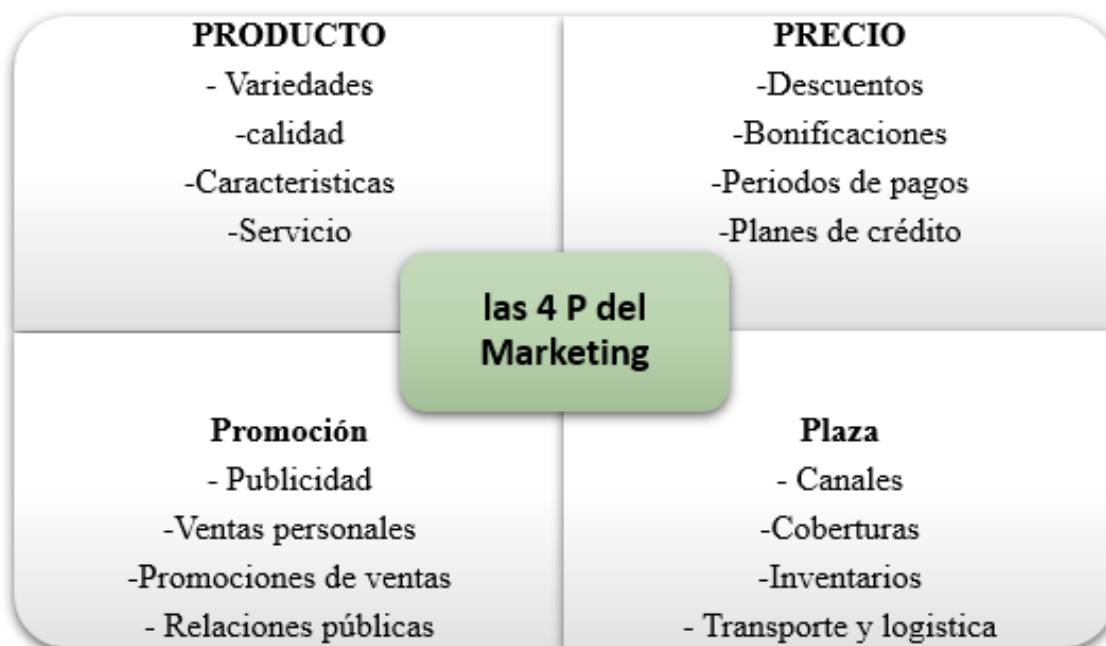 PRODUCTO
- Variedades
-calidad
-Caracteristicas
-Servicio
PRECIO
-Descuentos
-Bonificaciones
-Periodos de pagos
-Planes de crédito
las 4 P del
Marketing
Promoción
- Publicidad
-Ventas personales
-Promociones de ventas
- Relaciones públicas
Plaza
- Canales
-Coberturas
-Inventarios
- Transporte y logistica